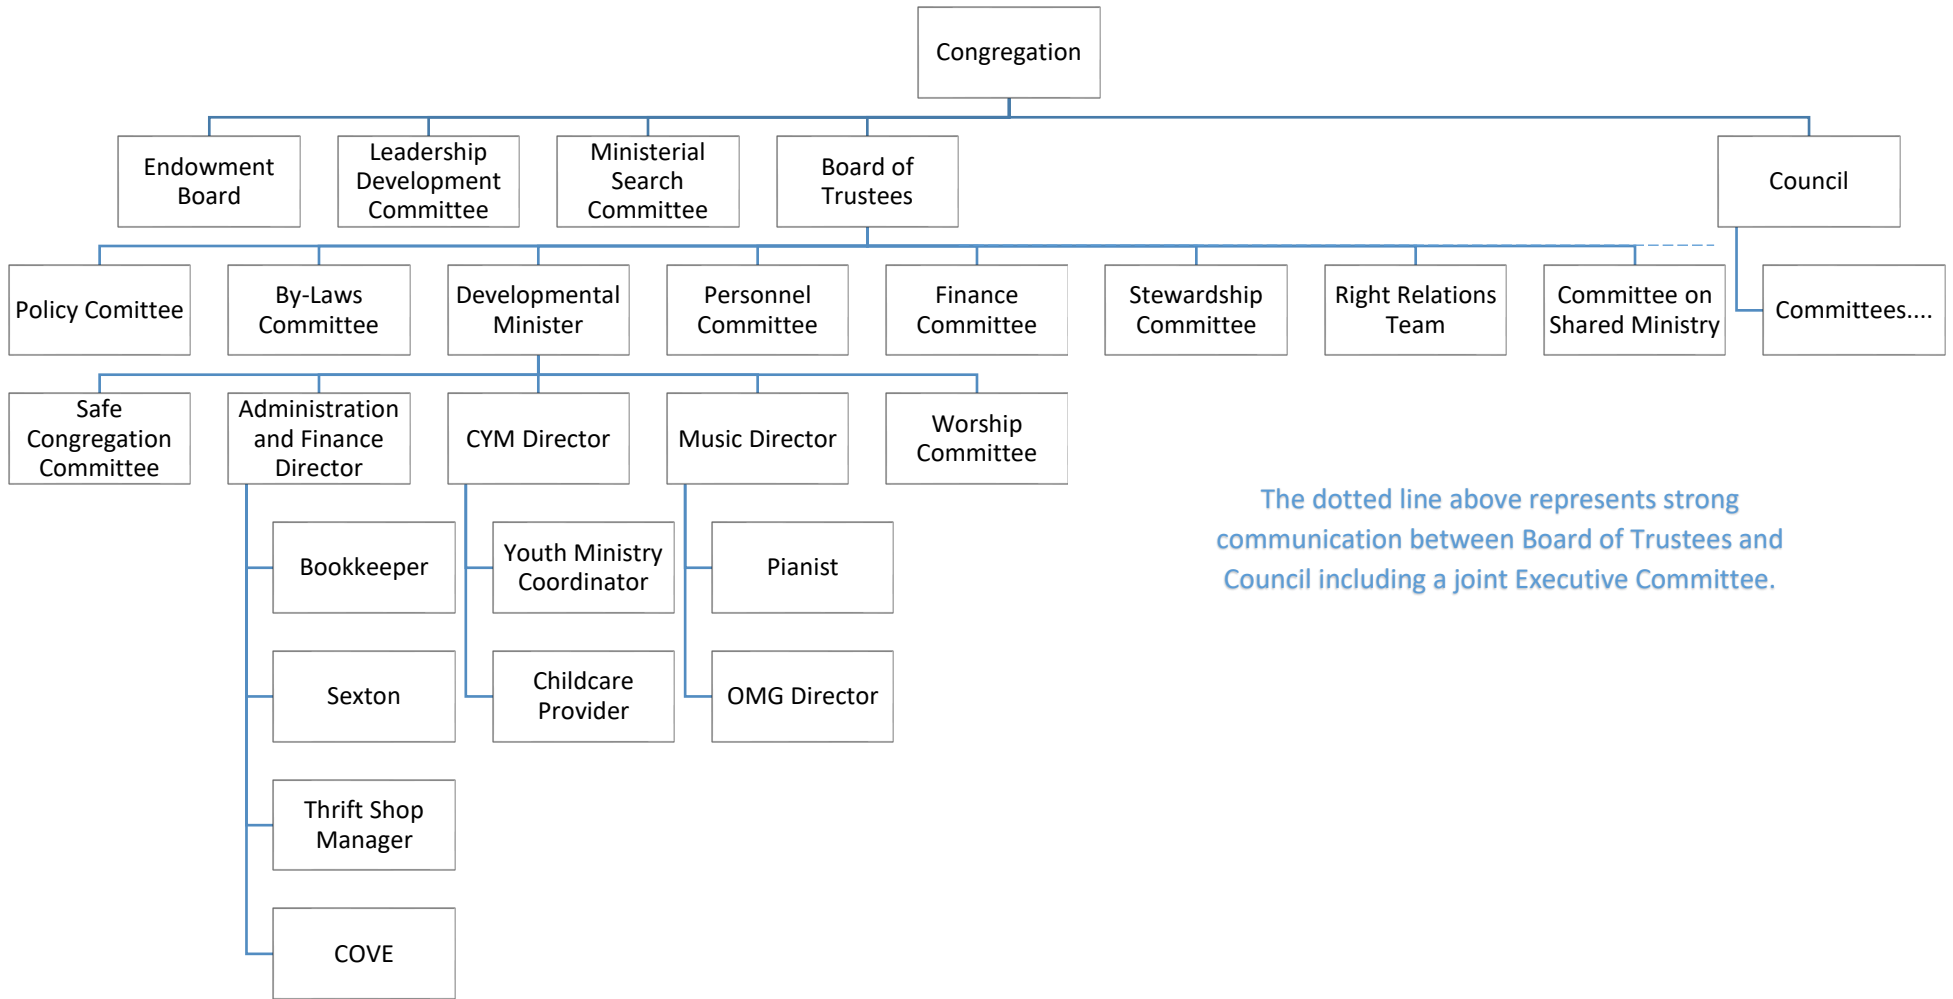 Congregation
Endowment
Board
Leadership
Development
Committee
Ministerial
Search
Committee
Board of
Trustees
Council
Policy Comittee
By-Laws
Committee
Developmental
Minister
Personnel
Committee
Finance
Committee
Stewardship
Committee
Right Relations
Team
Committee on
Shared Ministry
Committees....
Safe
Congregation
Committee
Administration
and Finance
Director
CYM Director
Music Director
Worship
Committee
The dotted line above represents strong
communication between Board of Trustees and
Council including a joint Executive Committee.
Bookkeeper
Youth Ministry
Coordinator
Pianist
Sexton
Childcare
Provider
OMG Director
Thrift Shop
Manager
COVE